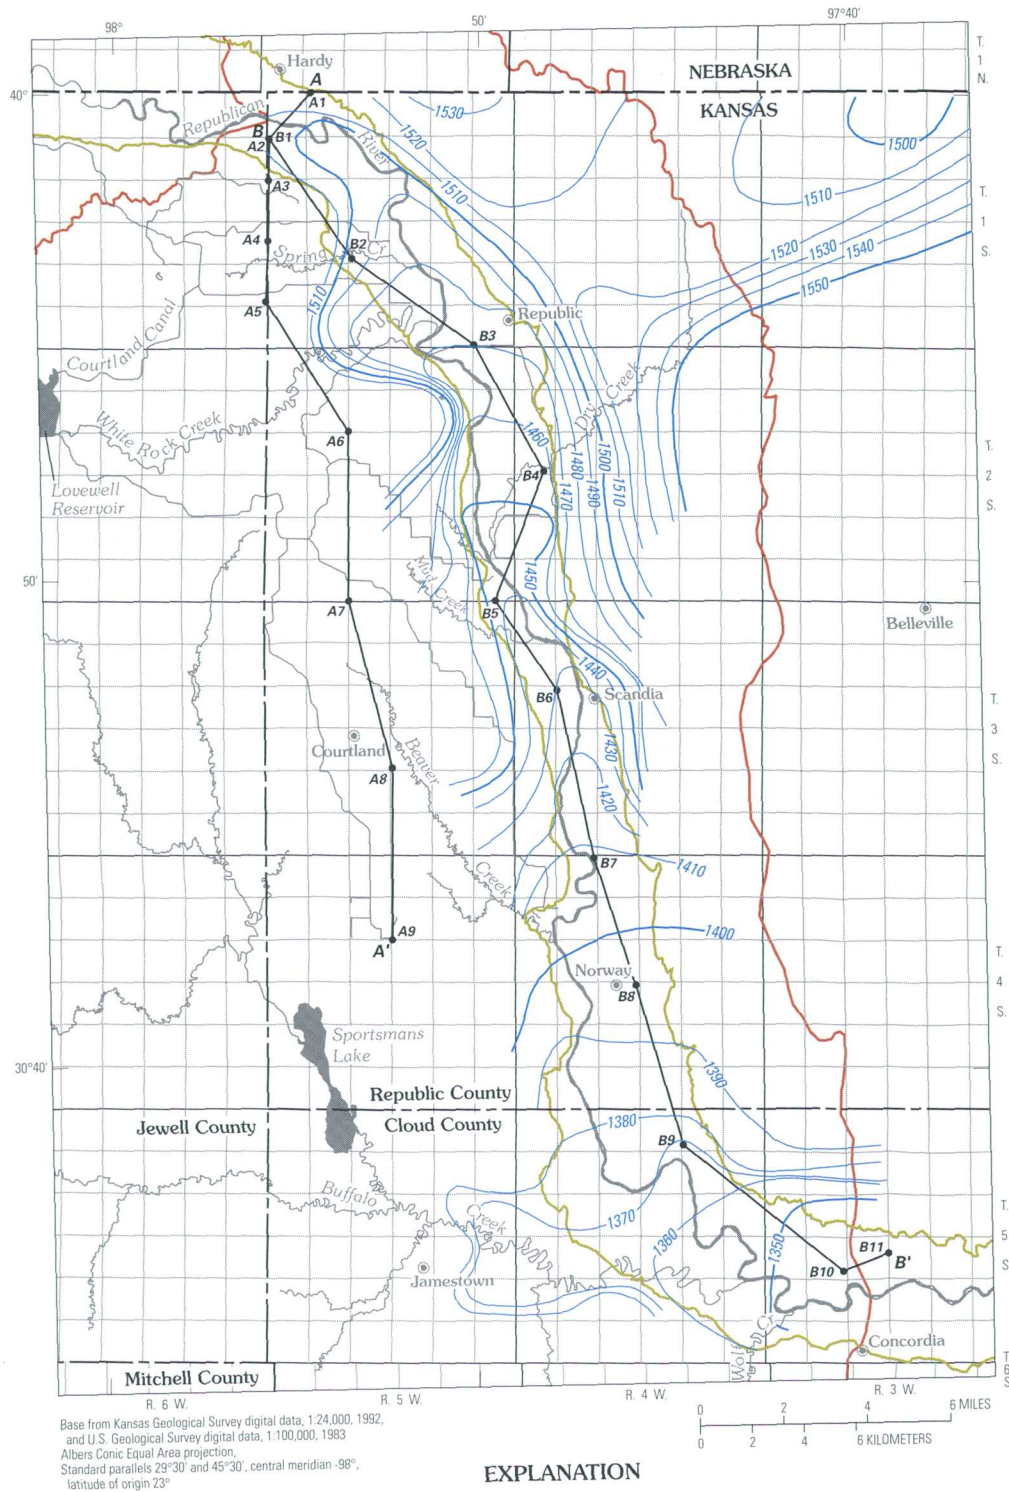 98°
50'
97°40'
T.
1
N.
Hardy
NEBRASKA
KANSAS
40°
A
A1
1530
1520
1500
Republican
River
B
B1
A2
1510
A3
1510
T.
1
S.
A4
B2
Spring
Cr
1520
1530
1540
1550
A5
1510
Republic
B3
Courtland Canal
Dry Creek
White Rock Creek
A6
1460
1480
1500
T.
2
S.
B4
1470
1490
1510
Lovewell
Reservoir
Mud Creek
1450
50'
A7
B5
Belleville
1440
B6
Scandia
T.
3
S.
Courtland
Beaver
A8
1430
1420
B7
1410
Creek
A9
A'
1400
Norway
B8
T.
4
S.
Sportsmans
Lake
30°40'
1390
Republic County
Jewell County
Cloud County
1380
B9
Buffalo
Creek
1370
1360
1350
T.
5
S
B11
B10
B'
Jamestown
Wolf
Cr.
Concordia
Mitchell County
T
6
S
R. 6 W.
R. 5 W.
R. 4 W.
R. 3 W.
0 2 4 6 MILES
0 2 4 6 KILOMETERS
Base from Kansas Geological Survey digital data, 1:24,000, 1992,
and U.S. Geological Survey digital data, 1:100,000, 1983
Albers Conic Equal Area projection,
Standard parallels 29°30' and 45°30', central meridian -98°,
latitude of origin 23°
EXPLANATION